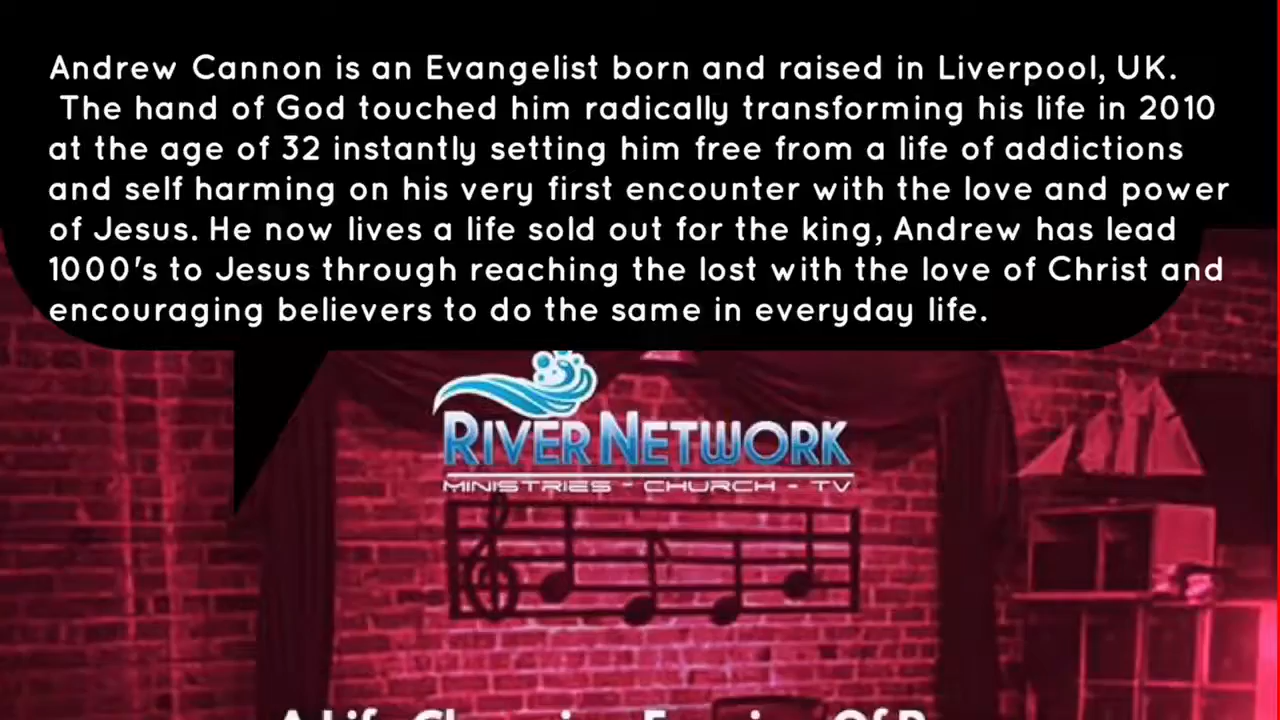 Andrew Cannon is an Evangelist born and raised in Liverpool, UK.
The hand of God touched him radically transforming his life in 2010
at the age of 32 instantly setting him free from a life of addictions
and self harming on his very first encounter with the love and power
of Jesus. He now lives a life sold out for the king, Andrew has lead
1000's to Jesus through reaching the lost with the love of Christ and
encouraging believers to do the same in everyday life.
RIVER NETWORK
MINISTRIES - CHURCH - TV
A Life Changing Evening Of